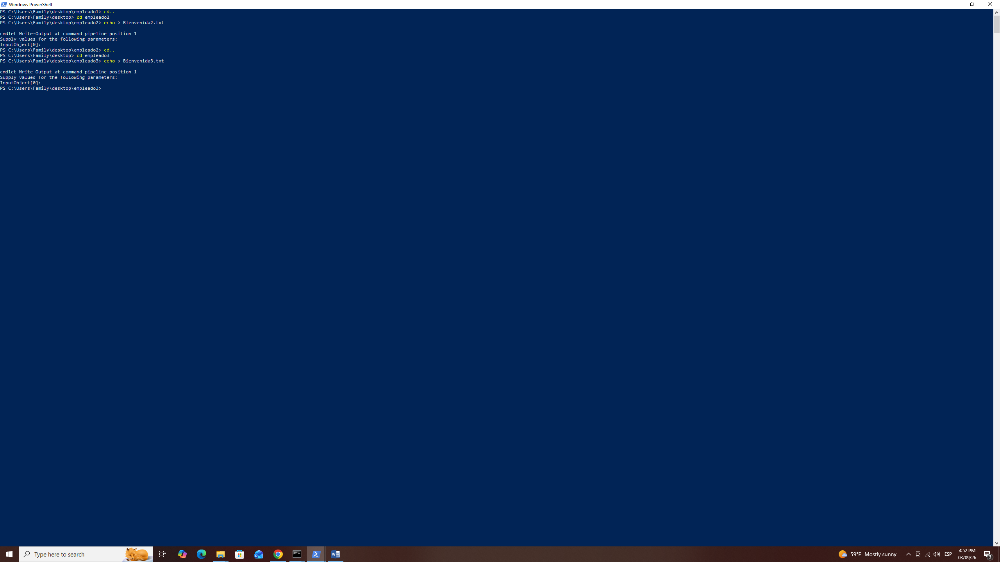 Windows PowerShell
PS C:\Users\Family\desktop\empleado1> cd..
PS C:\Users\Family\desktop> cd empleado2
PS C:\Users\Family\desktop\empleado2> echo > Bienvenida2.txt
cmdlet Write-Output at command pipeline position 1
Supply values for the following parameters:
InputObject[0]:
PS C:\Users\Family\desktop\empleado2> cd..
PS C:\Users\Family\desktop> cd empleado3
PS C:\Users\Family\desktop\empleado3> echo > Bienvenida3.txt
cmdlet Write-Output at command pipeline position 1
Supply values for the following parameters:
InputObject[0]:
PS C:\Users\Family\desktop\empleado3>
Type here to search
59°F Mostly sunny
ESP
4:52 PM
03/09/26
3